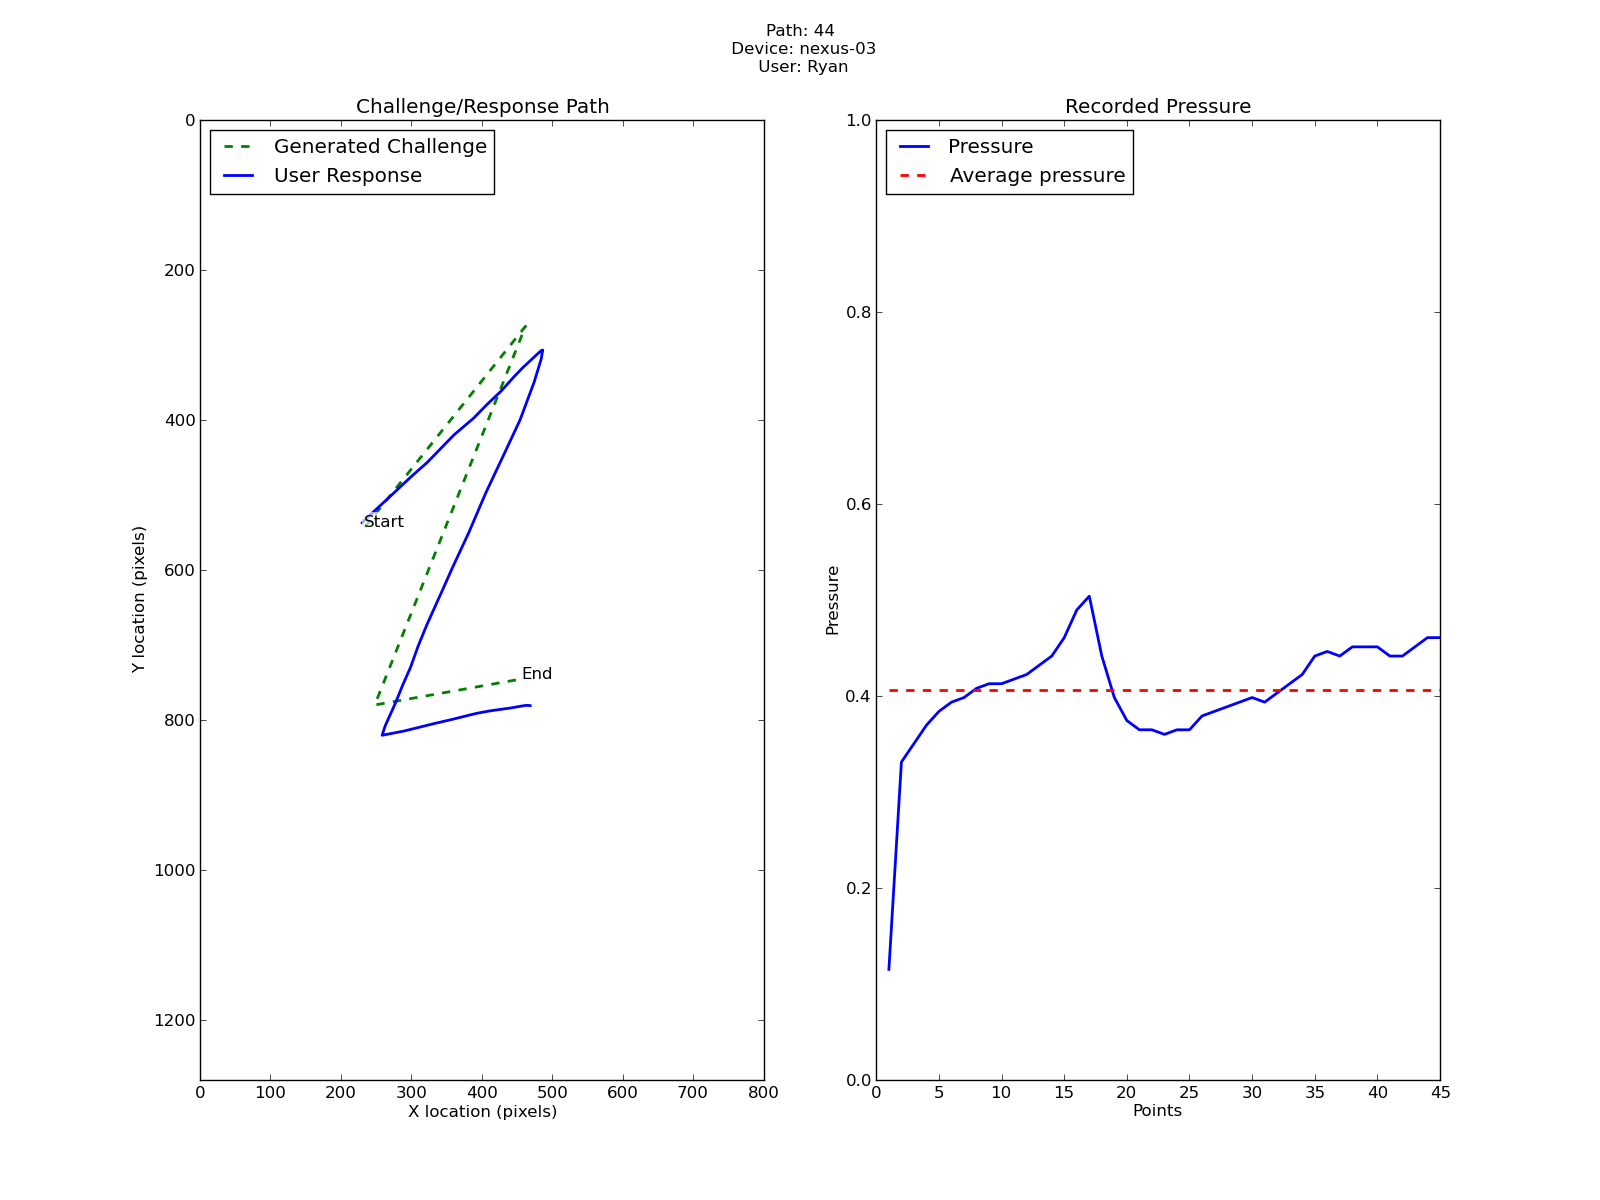 Path: 44
Device: nexus-03
User: Ryan
Challenge/Response Path
Generated Challenge
User Response
0
200
400
600
800
1000
1200
Y location (pixels)
Start
End
0 100 200 300 400 500 600 700 800
X location (pixels)
Recorded Pressure
Pressure
Average pressure
1.0
0.8
0.6
0.4
0.2
0.0
Pressure
0 5 10 15 20 25 30 35 40 45
Points